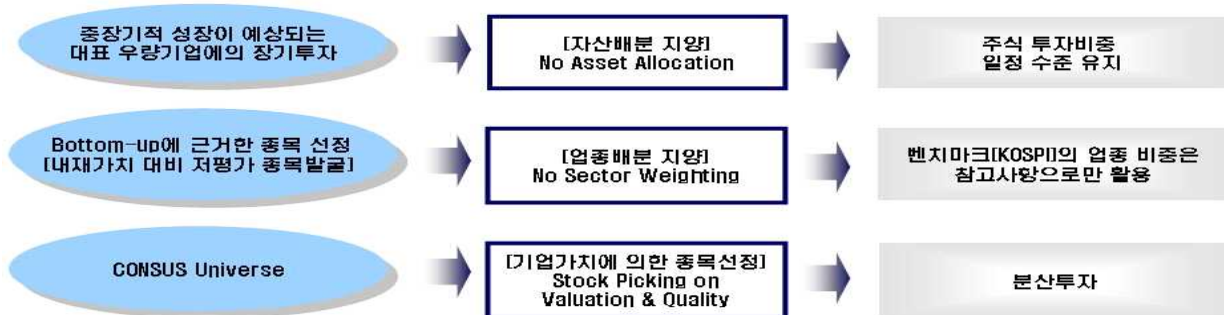 중장기적 성장이 예상되는
대표 우량기업에의 장기투자
[자산배분 지양]
No Asset Allocation
주식 투자비중
일정 수준 유지
Bottom-up에 근거한 종목 선정
[내재가치 대비 저평가 종목발굴]
[업종배분 지양]
No Sector Weighting
벤치마크[KOSPI]의 업종 비중은
참고사항으로만 활용
CONSUS Universe
[기업가치에 의한 종목선정]
Stock Picking on
Valuation & Quality
분산투자